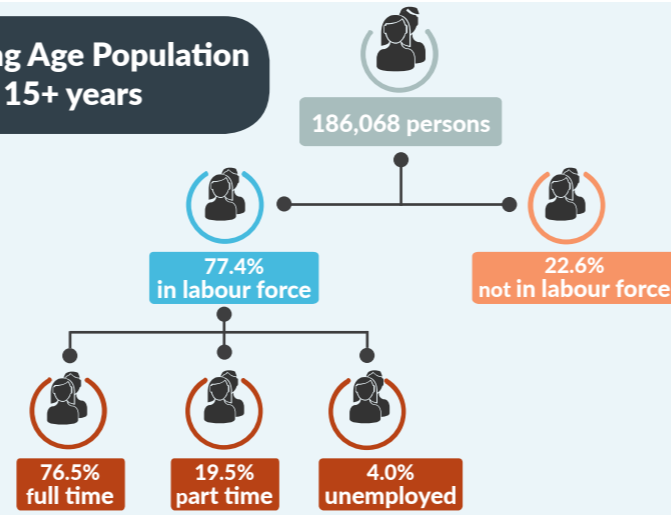 Age Population
15+ years
186,068 persons
77.4%
in labour force
22.6%
not in labour force
76.5%
full time
19.5%
part time
4.0%
unemployed